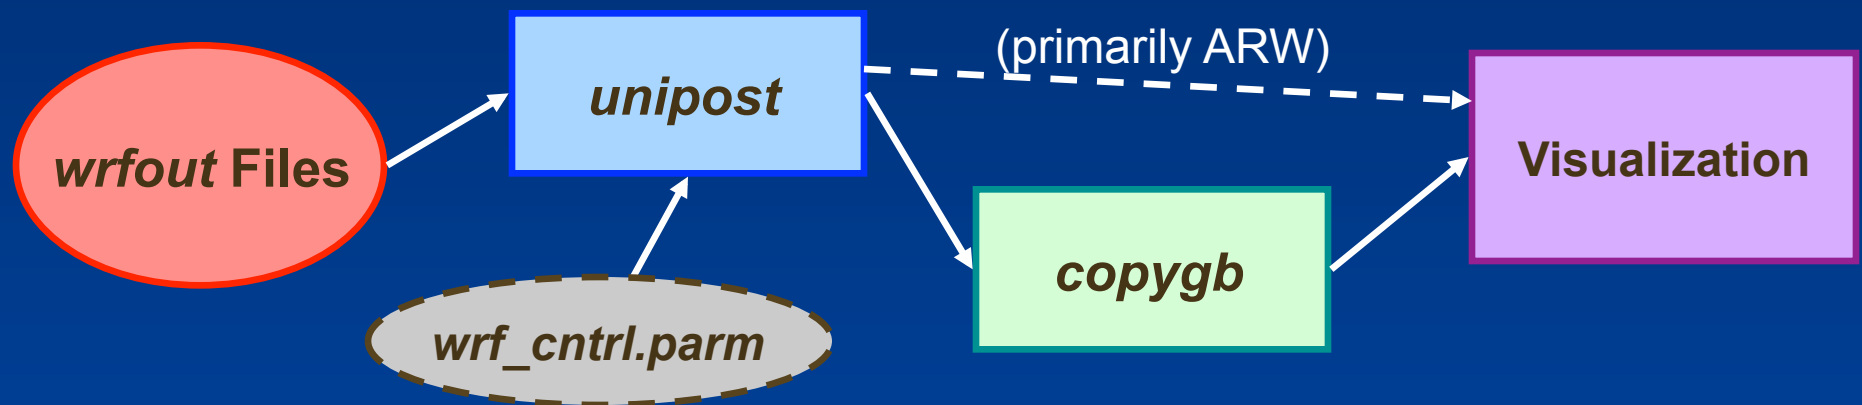 (primarily ARW)
unipost
wrfout Files
Visualization
copygb
wrf_cntrl.parm